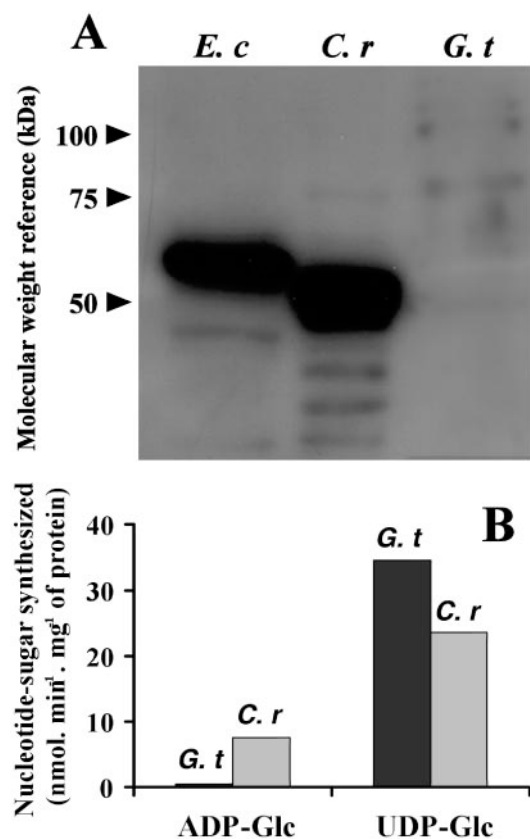 A
E. c C. r G. t
Molecular weight reference (kDa)
100
75
50
B
Nucleotide-sugar synthesized
(nmol. min⁻¹. mg⁻¹ of protein)
40
30
20
10
0
G. t
C. r
G. t
C. r
ADP-Glc UDP-Glc